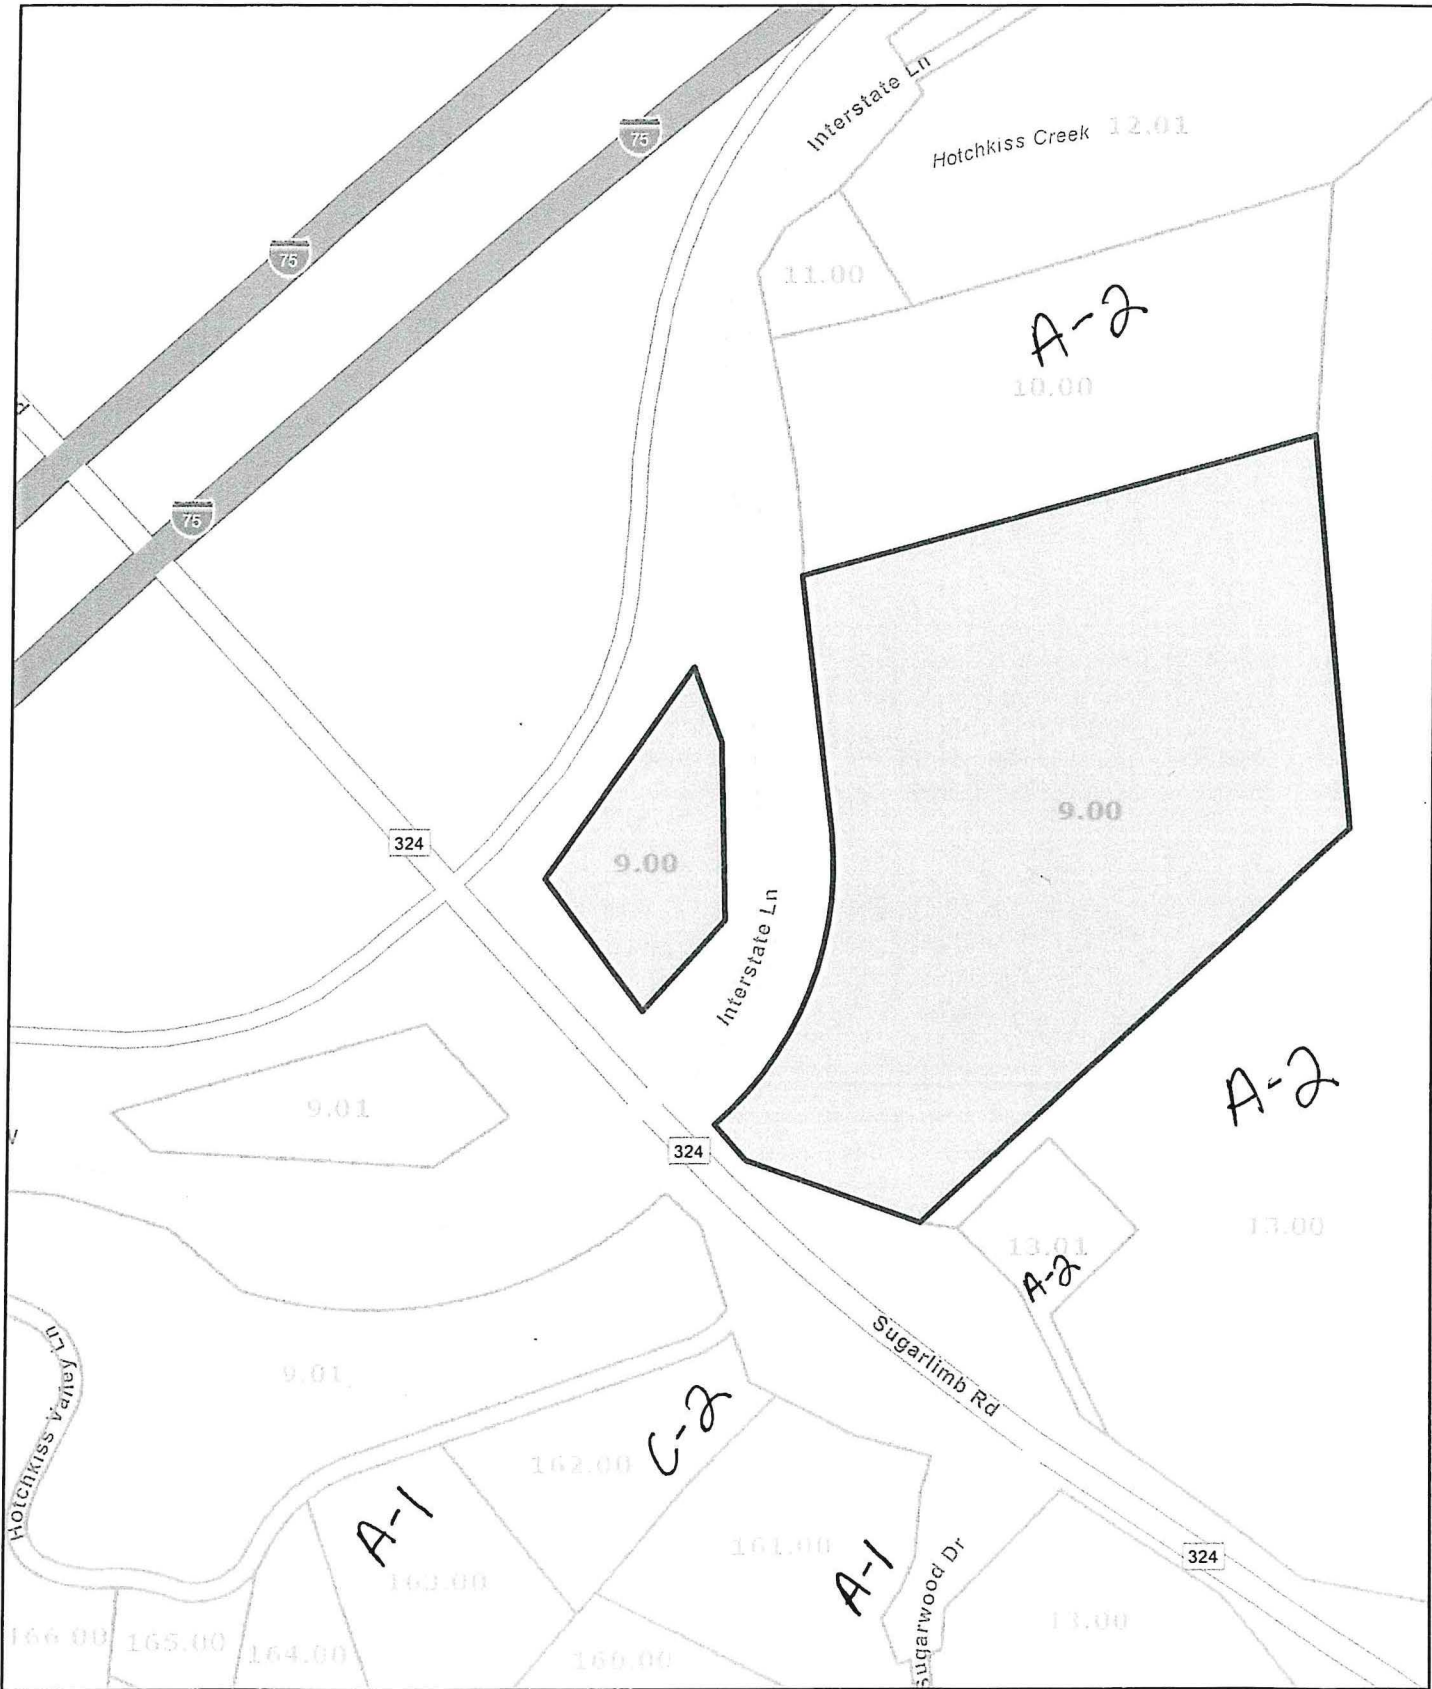 75
Interstate Ln
Hotchkiss Creek 12.01
75
11.00
A-2
10.00
75
324
9.00
9.00
Interstate Ln
A-2
9.01
324
13.00
13.01
A-2
Sugarlimb Rd
Hotchkiss Valley Ln
9.01
C-2
162.00
A-1
161.00
A-1
324
Sugarwood Dr
13.00
166.00
165.00
164.00
160.00